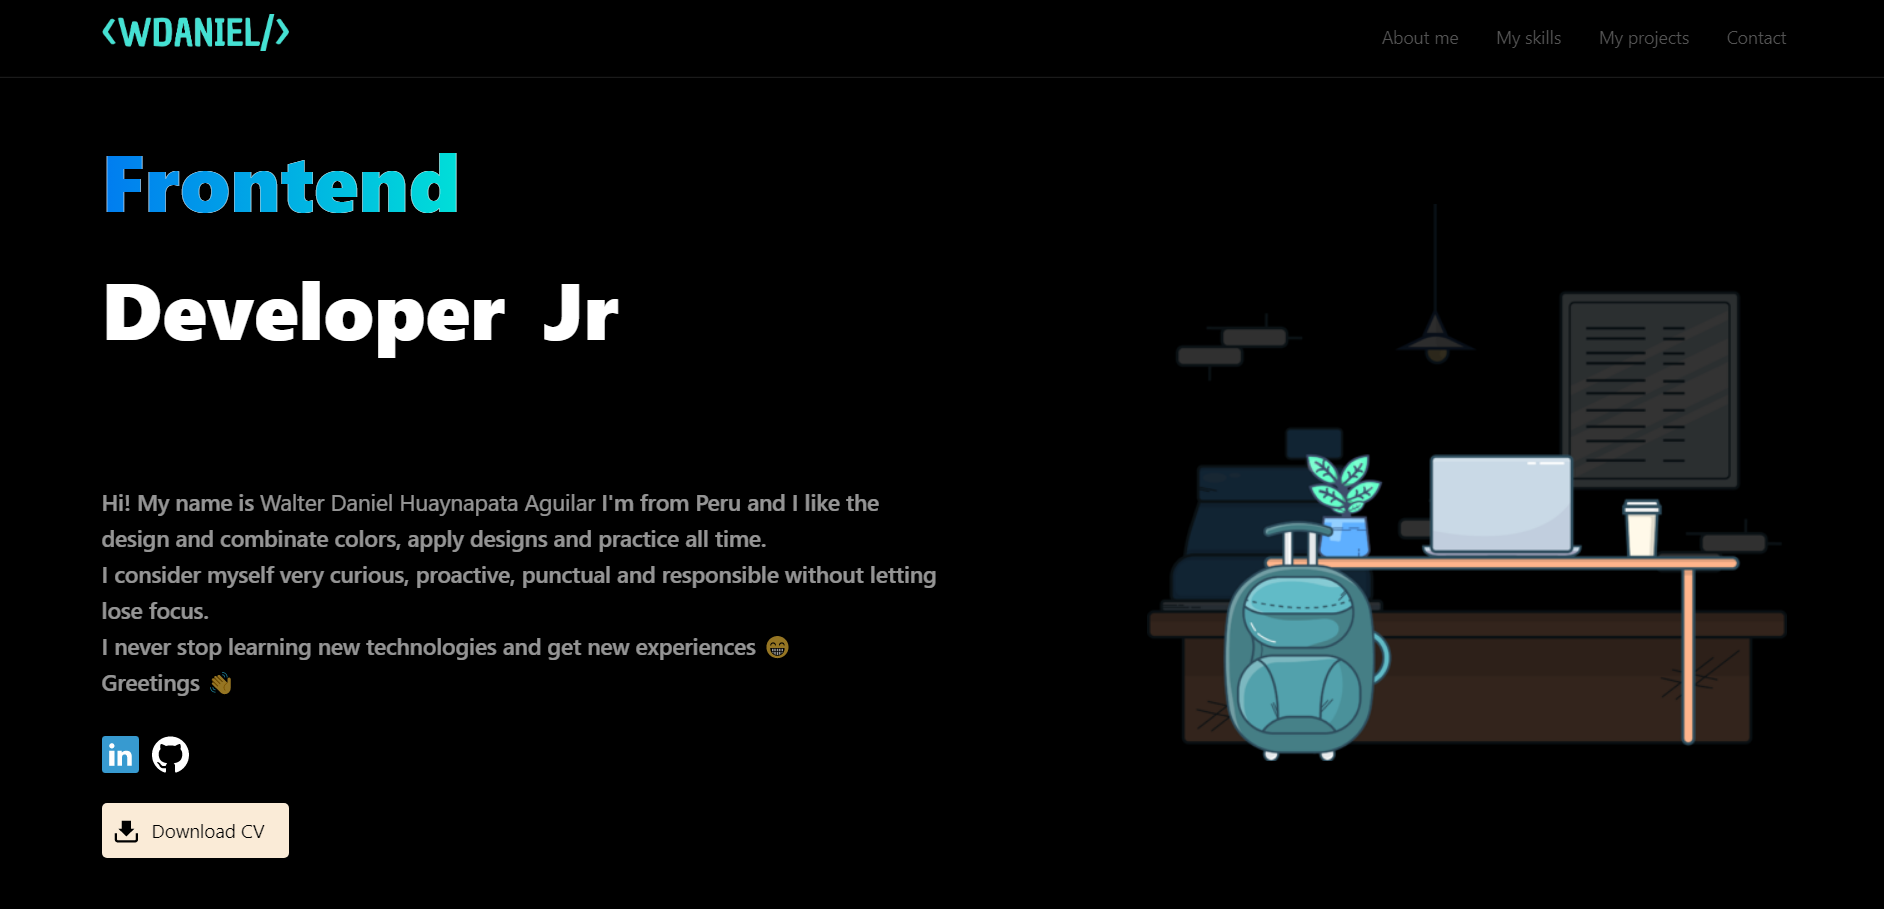 <WDANIEL/>
About me My skills My projects Contact
Frontend
Developer Jr
Hi! My name is Walter Daniel Huaynapata Aguilar I'm from Peru and I like the
design and combinate colors, apply designs and practice all time.
I consider myself very curious, proactive, punctual and responsible without letting
lose focus.
I never stop learning new technologies and get new experiences 😁
Greetings 👋
in
Download CV